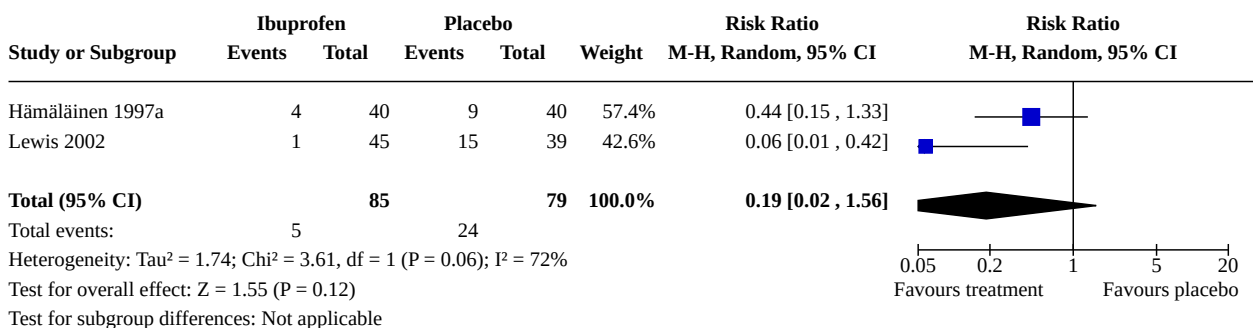 Ibuprofen Placebo Risk Ratio Risk Ratio
Study or Subgroup Events Total Events Total Weight M-H, Random, 95% CI M-H, Random, 95% CI
Hämäläinen 1997a 4 40 9 40 57.4% 0.44 [0.15 , 1.33]
Lewis 2002 1 45 15 39 42.6% 0.06 [0.01 , 0.42]
Total (95% CI) 85 79 100.0% 0.19 [0.02 , 1.56]
Total events: 5 24
Heterogeneity: Tau² = 1.74; Chi² = 3.61, df = 1 (P = 0.06); I² = 72% 0.05 0.2 1 5 20
Test for overall effect: Z = 1.55 (P = 0.12) Favours treatment Favours placebo
Test for subgroup differences: Not applicable